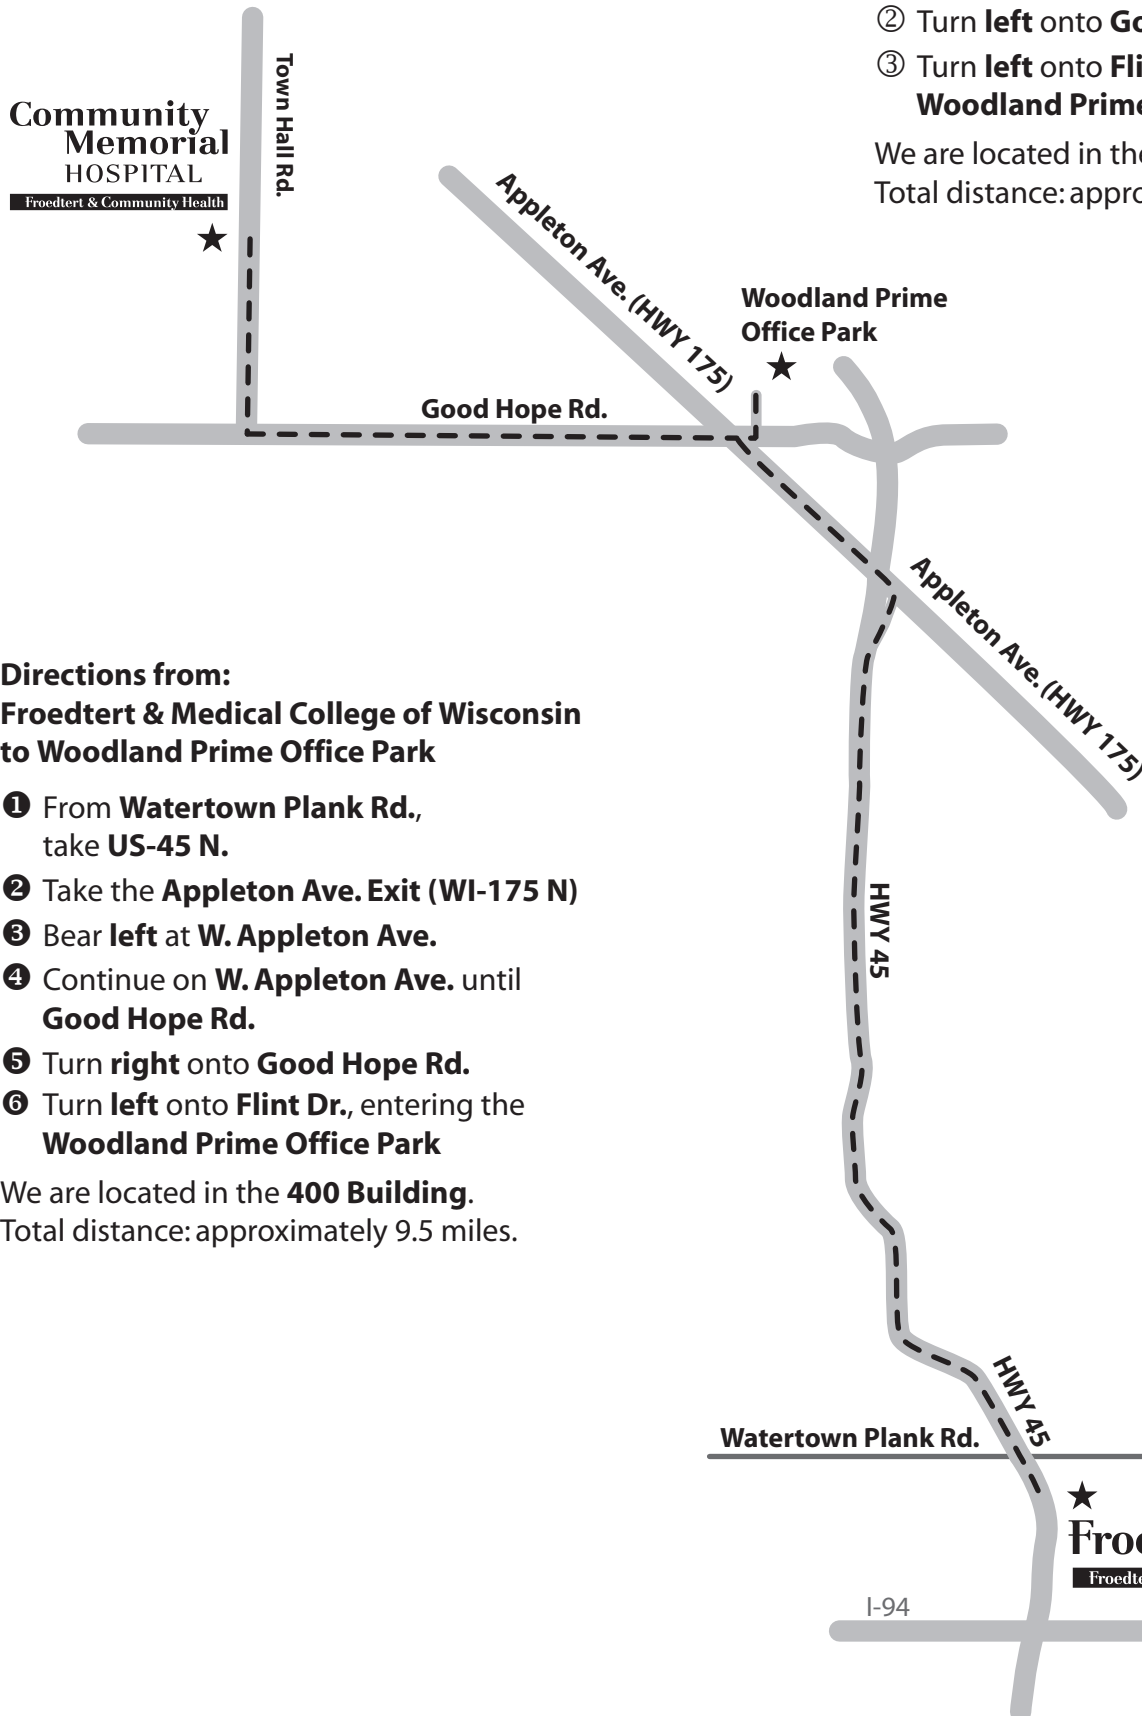 ② Turn left onto
③ Turn left onto
Woodland Prime
We are located in the
Total distance:
Town Hall Rd.
Community
Memorial
HOSPITAL
Froedtert & Community Health
Appleton Ave. (HWY 175)
Woodland Prime
Office Park
Good Hope Rd.
Appleton Ave. (HWY 175)
Directions from:
Froedtert & Medical College of Wisconsin
to Woodland Prime Office Park
❶ From Watertown Plank Rd.,
take US-45 N.
❷ Take the Appleton Ave. Exit (WI-175 N)
❸ Bear left at W. Appleton Ave.
❹ Continue on W. Appleton Ave. until
Good Hope Rd.
❺ Turn right onto Good Hope Rd.
❻ Turn left onto Flint Dr., entering the
Woodland Prime Office Park
We are located in the 400 Building.
Total distance: approximately 9.5 miles.
HWY 45
HWY 45
Watertown Plank Rd.
I-94